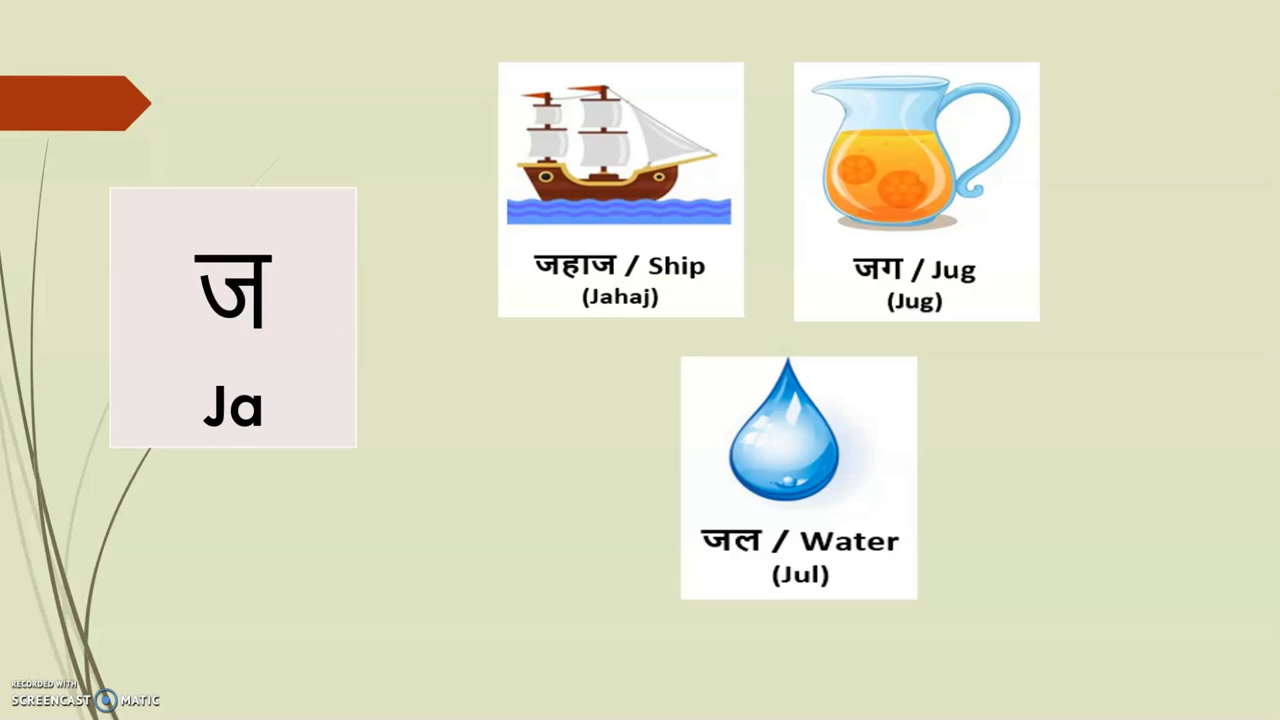 ज
Ja
जहाज / Ship
(Jahaj)
जग / Jug
(Jug)
जल / Water
(Jul)
RECORDED WITH
SCREENCAST MATIC